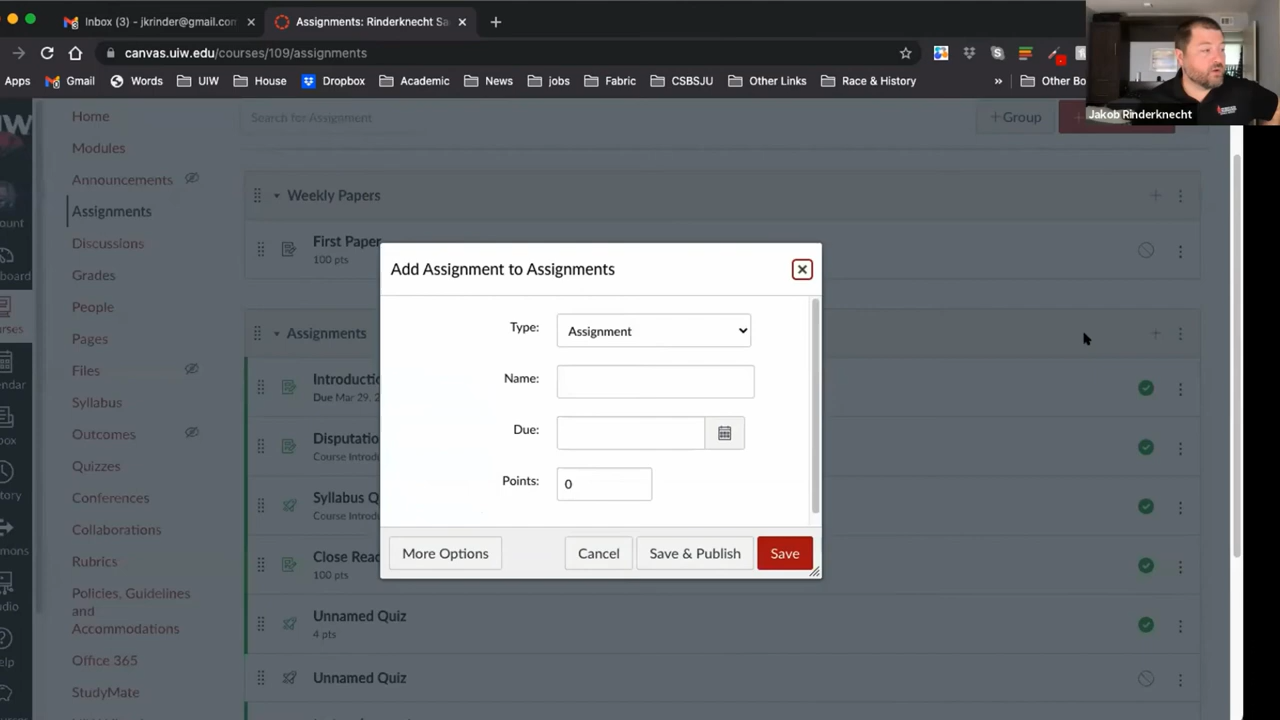 Inbox (3) - jkrinder@gmail.com
Assignments: Rinderknecht Sa
canvas.uiw.edu/courses/109/assignments
Apps Gmail Words UIW House Dropbox Academic News jobs Fabric CSBSJU Other Links Race & History » Other Bo
Jakob Rinderknecht
Home
Search for Assignment
+ Group
Modules
Announcements
Assignments
Discussions
Grades
People
Pages
Files
Syllabus
Outcomes
Quizzes
Conferences
Collaborations
Rubrics
Policies, Guidelines
and
Accommodations
Office 365
StudyMate
Weekly Papers
First Paper
100 pts
Assignments
Introductio
Due Mar 29, 2
Disputatio
Course Introdu
Syllabus Q
Course Introdu
Close Read
100 pts
Unnamed Quiz
4 pts
Unnamed Quiz
Add Assignment to Assignments
Type: Assignment
Name:
Due:
Points: 0
More Options Cancel Save & Publish Save